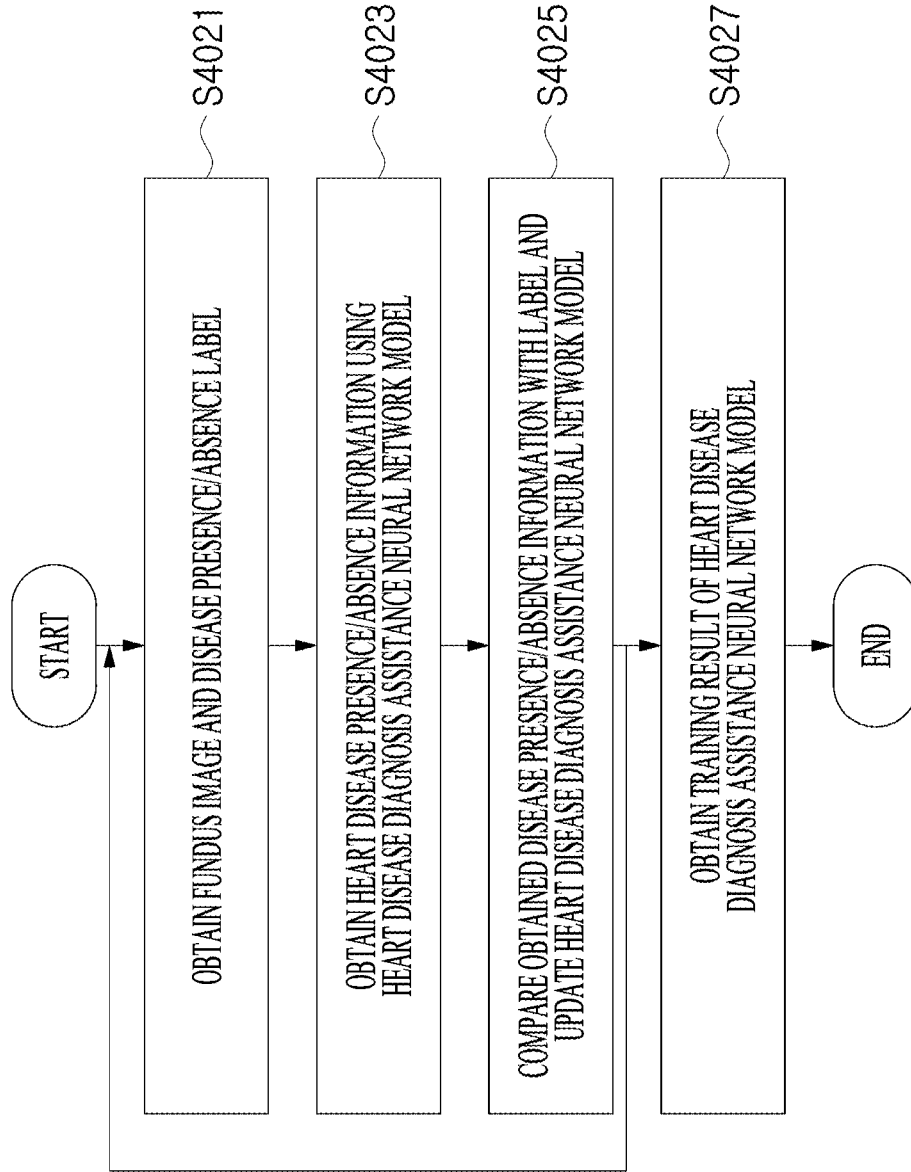 START
OBTAIN FUNDUS IMAGE AND DISEASE PRESENCE/ABSENCE LABEL
S4021
OBTAIN HEART DISEASE PRESENCE/ABSENCE INFORMATION USING
HEART DISEASE DIAGNOSIS ASSISTANCE NEURAL NETWORK MODEL
S4023
COMPARE OBTAINED DISEASE PRESENCE/ABSENCE INFORMATION WITH LABEL AND
UPDATE HEART DISEASE DIAGNOSIS ASSISTANCE NEURAL NETWORK MODEL
S4025
OBTAIN TRAINING RESULT OF HEART DISEASE
DIAGNOSIS ASSISTANCE NEURAL NETWORK MODEL
S4027
END